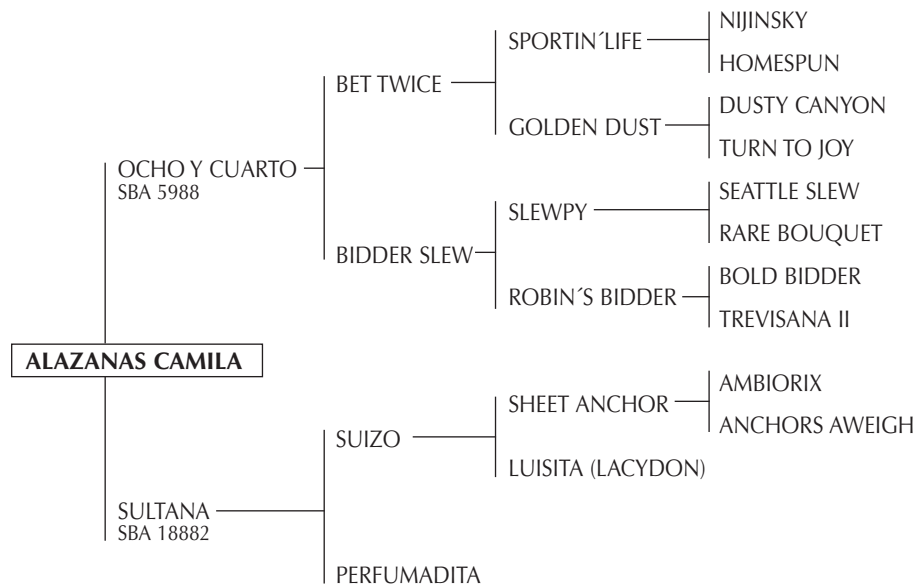 NIJINSKY
SPORTIN´LIFE
HOMESPUN
BET TWICE
DUSTY CANYON
GOLDEN DUST
TURN TO JOY
OCHO Y CUARTO
SBA 5988
SEATTLE SLEW
SLEWPY
RARE BOUQUET
BIDDER SLEW
BOLD BIDDER
ROBIN´S BIDDER
TREVISANA II
ALAZANAS CAMILA
AMBIORIX
SHEET ANCHOR
ANCHORS AWEIGH
SUIZO
LUISITA (LACYDON)
SULTANA
SBA 18882
PERFUMADITA